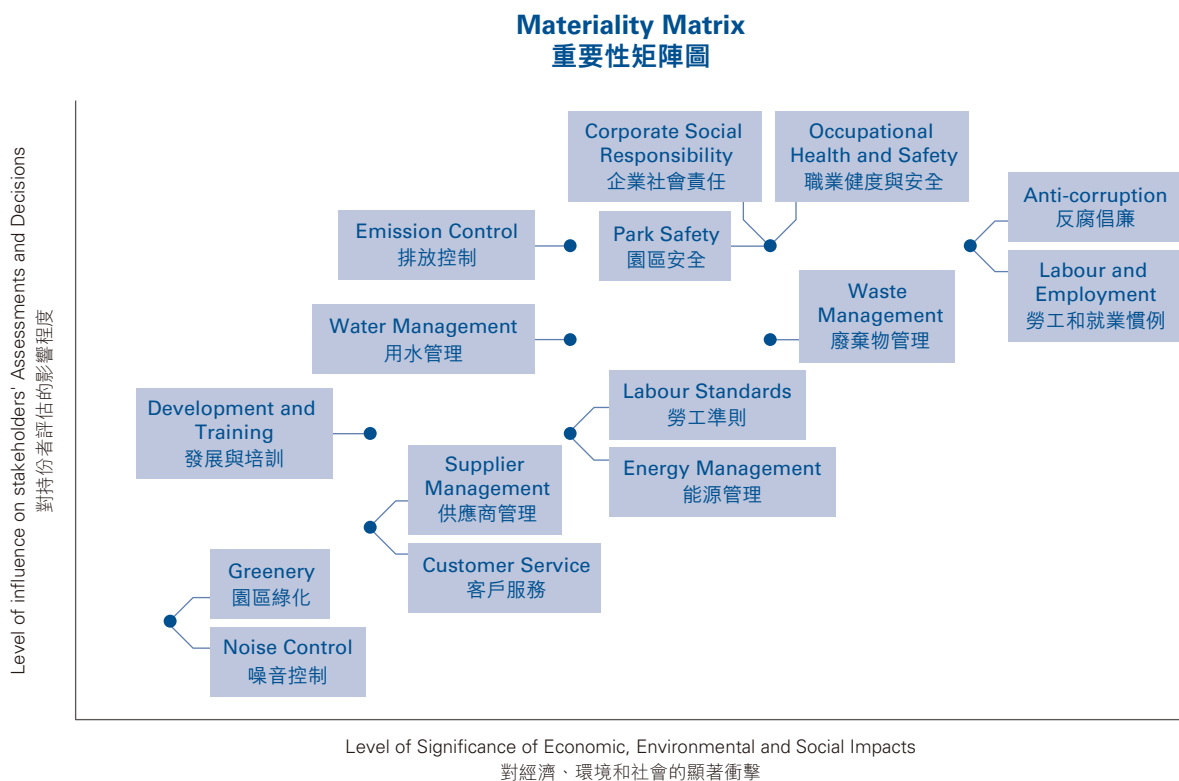 Materiality Matrix
重要性矩陣圖
Level of influence on stakeholders' Assessments and Decisions
對持份者評估的影響程度
Corporate Social
Responsibility
企業社會責任
Occupational
Health and Safety
職業健度與安全
Anti-corruption
反腐倡廉
Emission Control
排放控制
Park Safety
園區安全
Labour and
Employment
勞工和就業慣例
Waste
Management
廢棄物管理
Water Management
用水管理
Labour Standards
勞工準則
Development and
Training
發展與培訓
Supplier
Management
供應商管理
Energy Management
能源管理
Customer Service
客戶服務
Greenery
園區綠化
Noise Control
噪音控制
Level of Significance of Economic, Environmental and Social Impacts
對經濟、環境和社會的顯著衝擊